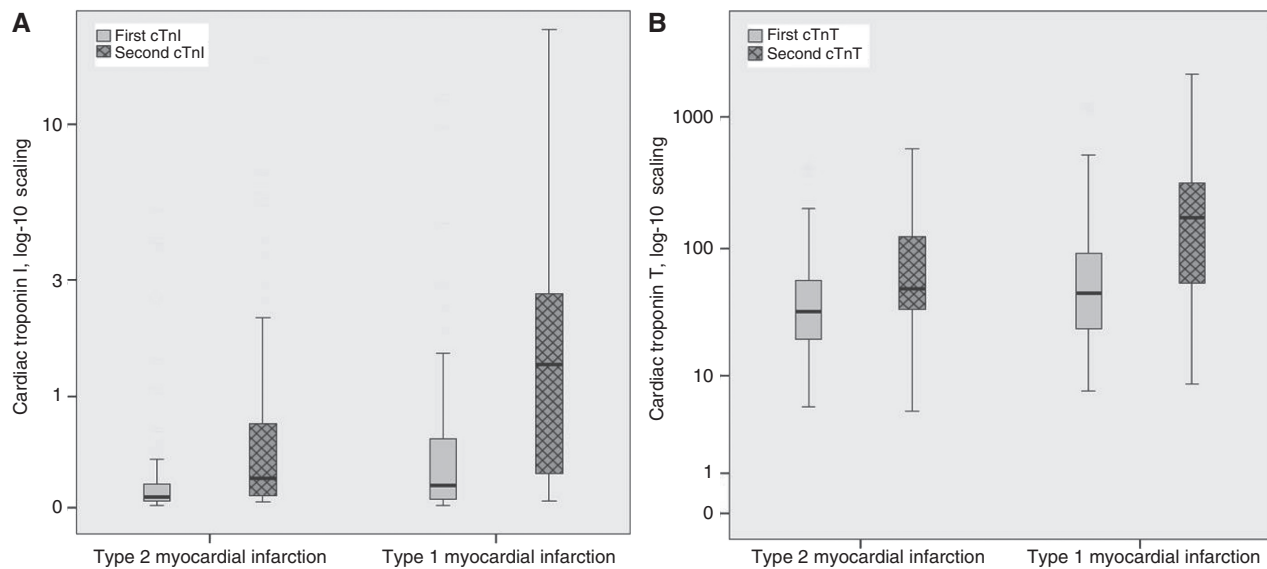 A
First cTnI
Second cTnI
Cardiac troponin I, log-10 scaling
10
3
1
0
Type 2 myocardial infarction
Type 1 myocardial infarction
B
First cTnT
Second cTnT
Cardiac troponin T, log-10 scaling
1000
100
10
1
0
Type 2 myocardial infarction
Type 1 myocardial infarction